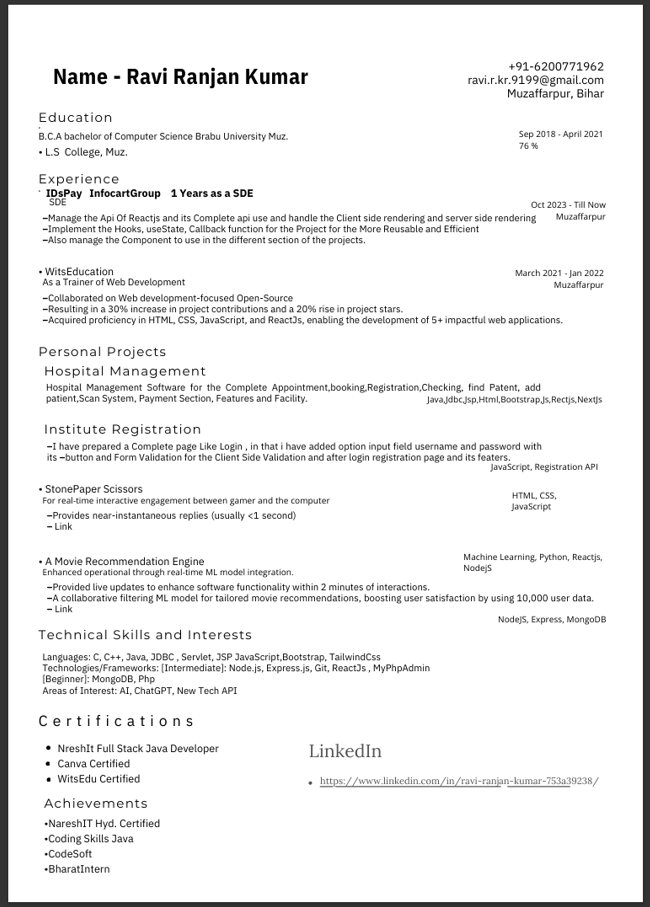 Name - Ravi Ranjan Kumar
+91-6200771962
ravi.r.kr.9199@gmail.com
Muzaffarpur, Bihar
Education
B.C.A bachelor of Computer Science Brabu University Muz.
Sep 2018 - April 2021
76 %
• L.S College, Muz.
Experience
IDsPay InfocartGroup 1 Years as a SDE
SDE
Oct 2023 - Till Now
Muzaffarpur
–Manage the Api Of Reactjs and its Complete api use and handle the Client side rendering and server side rendering
–Implement the Hooks, useState, Callback function for the Project for the More Reusable and Efficient
–Also manage the Component to use in the different section of the projects.
• WitsEducation
As a Trainer of Web Development
March 2021 - Jan 2022
Muzaffarpur
–Collaborated on Web development-focused Open-Source
–Resulting in a 30% increase in project contributions and a 20% rise in project stars.
–Acquired proficiency in HTML, CSS, JavaScript, and ReactJs, enabling the development of 5+ impactful web applications.
Personal Projects
Hospital Management
Hospital Management Software for the Complete Appointment,booking,Registration,Checking, find Patent, add
patient,Scan System, Payment Section, Features and Facility.
Java,Jdbc,Jsp,Html,Bootstrap,Js,Rectjs,NextJs
Institute Registration
–I have prepared a Complete page Like Login , in that i have added option input field username and password with
its –button and Form Validation for the Client Side Validation and after login registration page and its featers.
JavaScript, Registration API
• StonePaper Scissors
For real-time interactive engagement between gamer and the computer
HTML, CSS,
JavaScript
–Provides near-instantaneous replies (usually <1 second)
– Link
• A Movie Recommendation Engine
Enhanced operational through real-time ML model integration.
Machine Learning, Python, Reactjs,
NodejS
–Provided live updates to enhance software functionality within 2 minutes of interactions.
–A collaborative filtering ML model for tailored movie recommendations, boosting user satisfaction by using 10,000 user data.
– Link
NodeJS, Express, MongoDB
Technical Skills and Interests
Languages: C, C++, Java, JDBC , Servlet, JSP JavaScript,Bootstrap, TailwindCss
Technologies/Frameworks: [Intermediate]: Node.js, Express.js, Git, ReactJs , MyPhpAdmin
[Beginner]: MongoDB, Php
Areas of Interest: AI, ChatGPT, New Tech API
Certifications
• NreshIt Full Stack Java Developer
• Canva Certified
• WitsEdu Certified
LinkedIn
• https://www.linkedin.com/in/ravi-ranjan-kumar-753a39238/
Achievements
•NareshIT Hyd. Certified
•Coding Skills Java
•CodeSoft
•BharatIntern